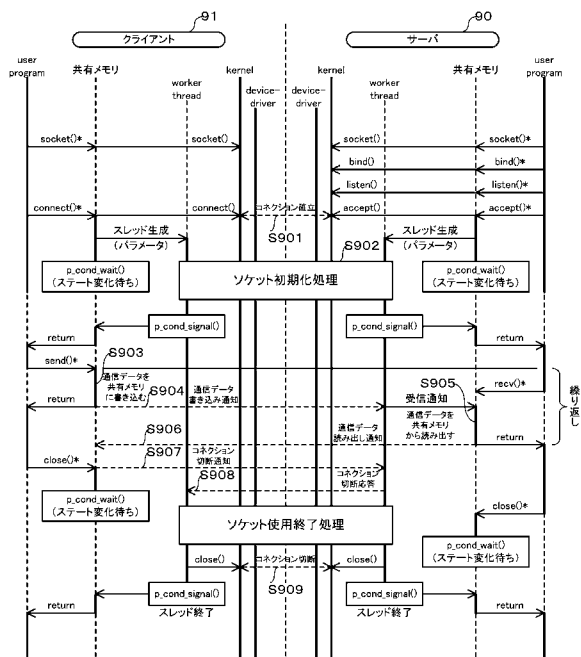 91
90
クライアント
サーバ
user
program
共有メモリ
worker
thread
kernel
device-
driver
kernel
device-
driver
worker
thread
共有メモリ
user
program
socket()*
socket()
socket()
socket()*
bind()
bind()*
listen()
listen()*
connect()*
connect()
コネクション確立
accept()
accept()*
スレッド生成
(パラメータ)
S901
S902
スレッド生成
(パラメータ)
p_cond_wait()
(ステート変化待ち)
ソケット初期化処理
p_cond_wait()
(ステート変化待ち)
p_cond_signal()
p_cond_signal()
return
return
send()*
S903
通信データを
共有メモリ
に書き込む
S904
通信データ
書き込み通知
S905
受信通知
recv()*
return
通信データを
共有メモリ
から読み出す
繰り返し
S906
通信データ
読み出し通知
return
close()*
S907
コネクション
切断通知
S908
コネクション
切断応答
p_cond_wait()
(ステート変化待ち)
close()*
ソケット使用終了処理
p_cond_wait()
(ステート変化待ち)
close()
コネクション切断
close()
S909
p_cond_signal()
p_cond_signal()
return
スレッド終了
スレッド終了
return